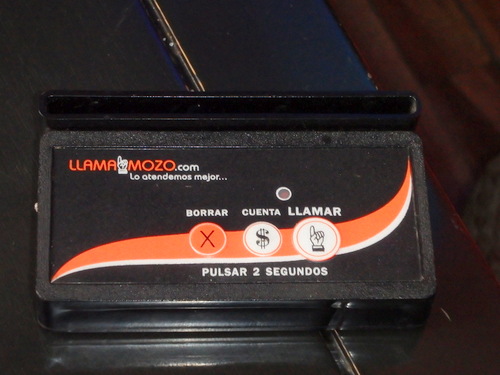 LLAMAMOZO.com
Lo atendemos mejor...
BORRAR CUENTA LLAMAR
X $
PULSAR 2 SEGUNDOS